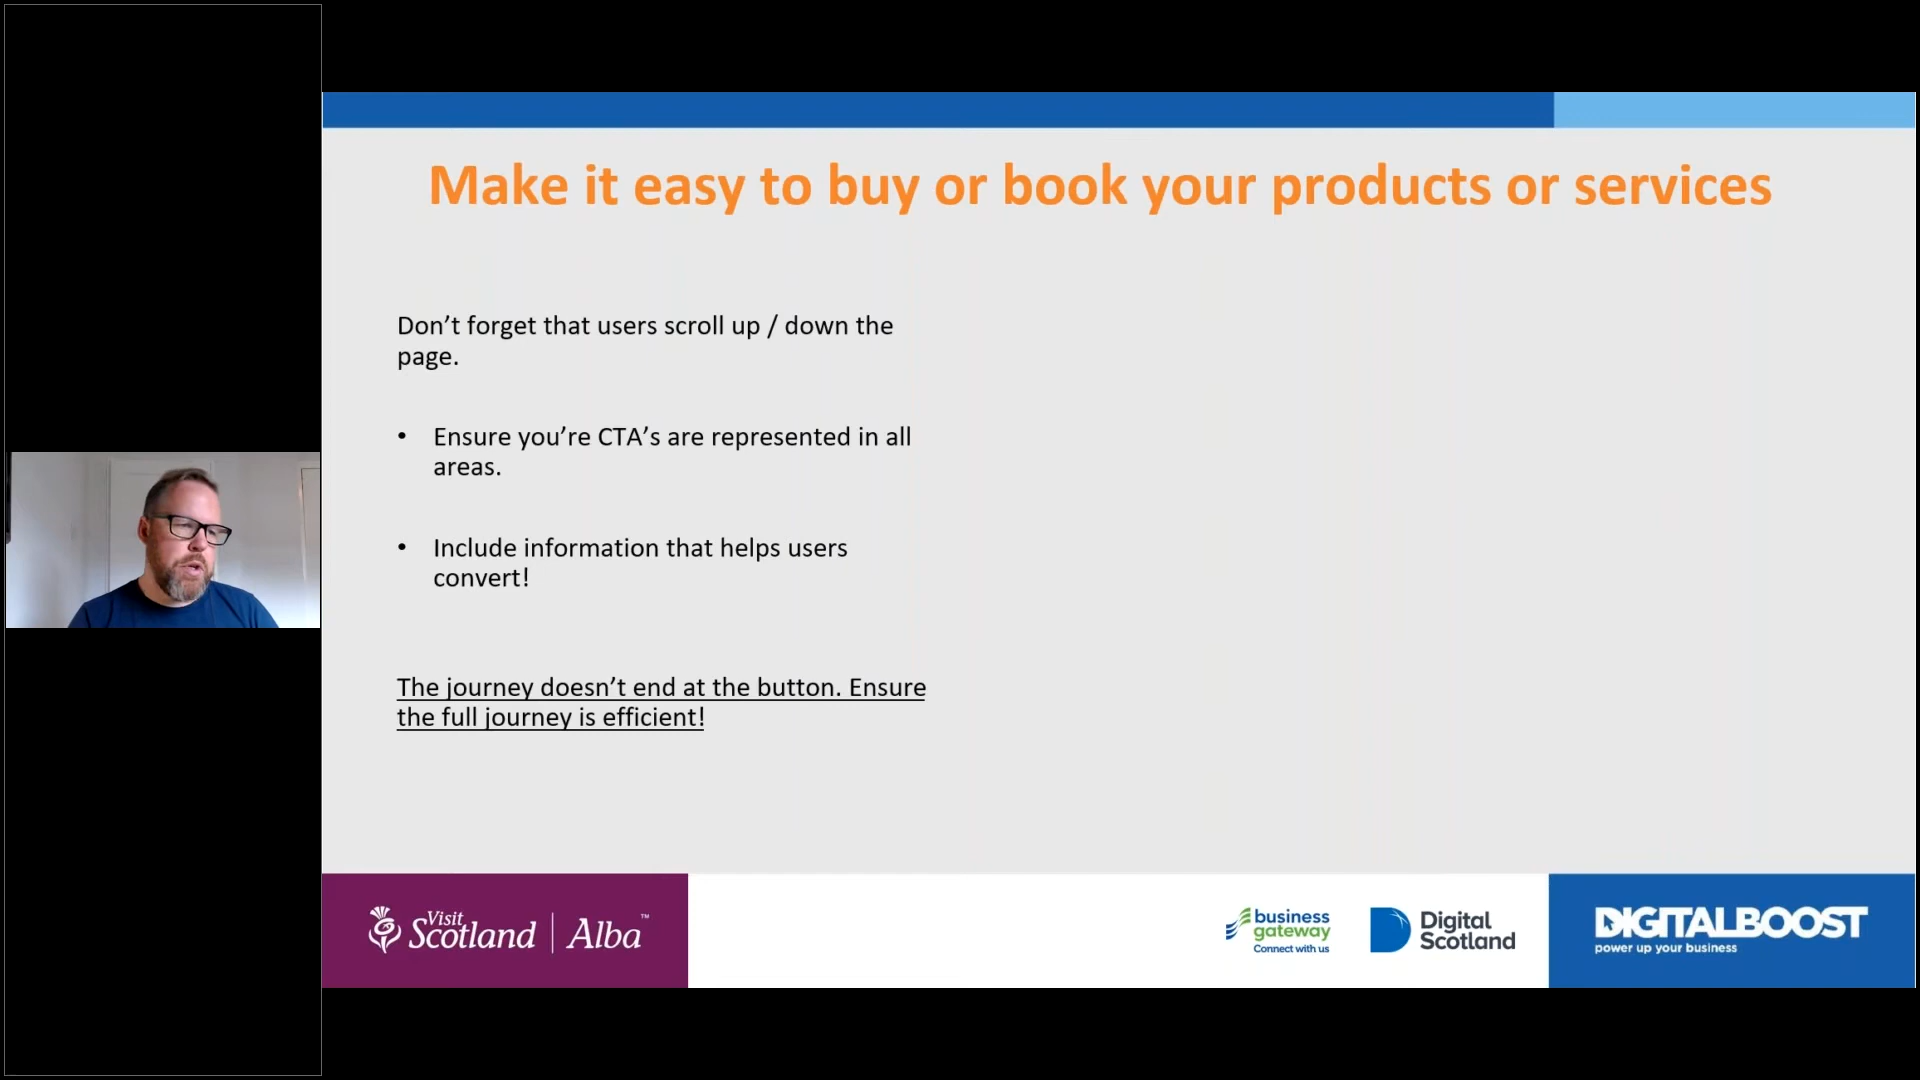 Make it easy to buy or book your products or services
Don’t forget that users scroll up / down the
page.
• Ensure you’re CTA’s are represented in all
areas.
• Include information that helps users
convert!
The journey doesn’t end at the button. Ensure
the full journey is efficient!
Visit
Scotland | Alba™
business
gateway
Connect with us
Digital
Scotland
DIGITALBOOST
power up your business